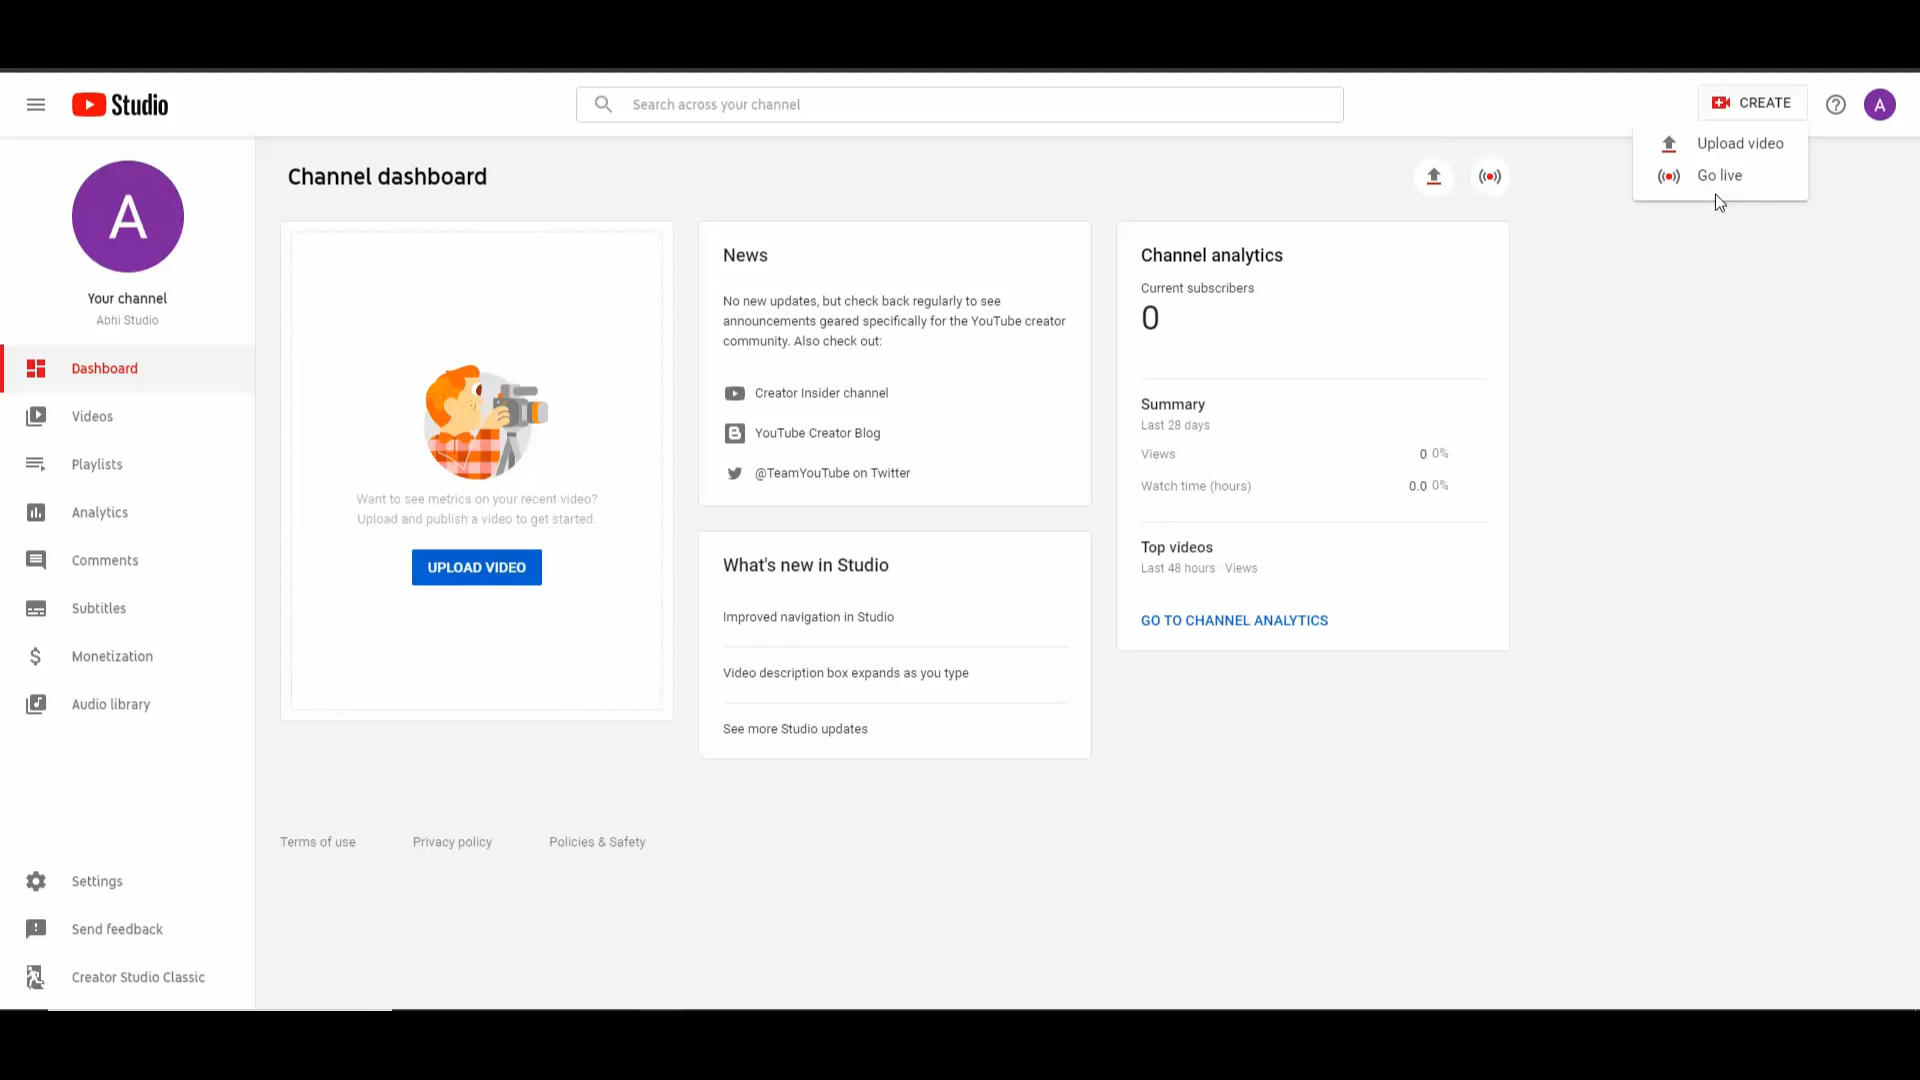 Studio
Search across your channel
CREATE
A
Upload video
Go live
A
Your channel
Abhi Studio
Dashboard
Videos
Playlists
Analytics
Comments
Subtitles
Monetization
Audio library
Settings
Send feedback
Creator Studio Classic
Channel dashboard
Want to see metrics on your recent video?
Upload and publish a video to get started.
UPLOAD VIDEO
News
No new updates, but check back regularly to see
announcements geared specifically for the YouTube creator
community. Also check out:
Creator Insider channel
YouTube Creator Blog
@TeamYouTube on Twitter
What's new in Studio
Improved navigation in Studio
Video description box expands as you type
See more Studio updates
Channel analytics
Current subscribers
0
Summary
Last 28 days
Views 0 0%
Watch time (hours) 0.0 0%
Top videos
Last 48 hours · Views
GO TO CHANNEL ANALYTICS
Terms of use Privacy policy Policies & Safety